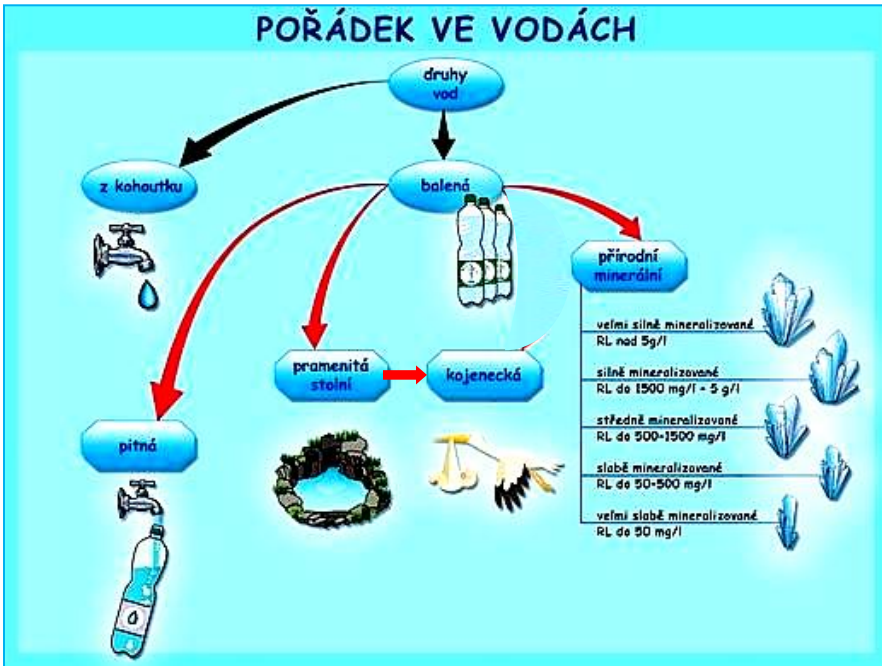 POŘÁDEK VE VODÁCH
druhy
vod
z kohoutku
balená
přírodní
minerální
veľmi silně mineralizované
RL nad 5g/l
silně mineralizované
RL do 1500 mg/l - 5 g/l
středně mineralizované
RL do 500-1500 mg/l
slabě mineralizované
RL do 50-500 mg/l
veľmi slabě mineralizované
RL do 50 mg/l
pramenitá
stolní
kojenecká
pitná